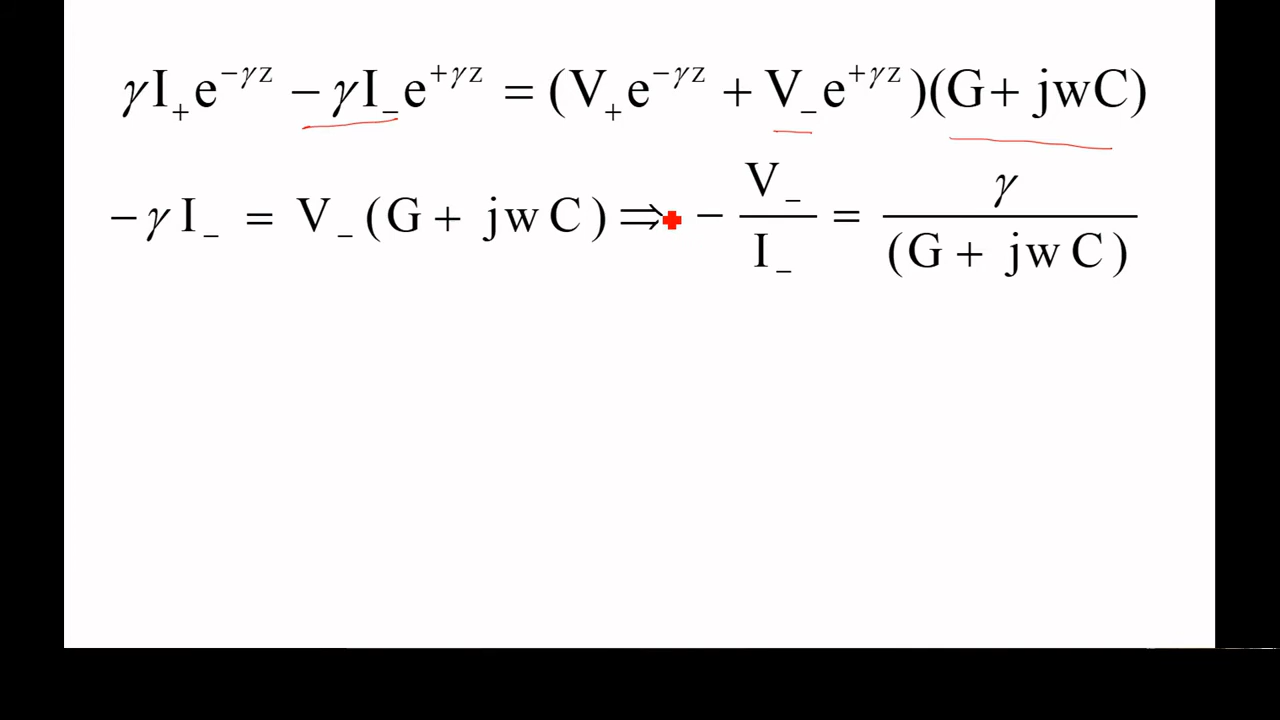 γI₊e^{−γz} − γI₋e^{+γz} = (V₊e^{−γz} + V₋e^{+γz})(G + jwC)
−γI₋ = V₋(G + jwC) ⇒ −V₋/I₋ = γ/(G + jwC)